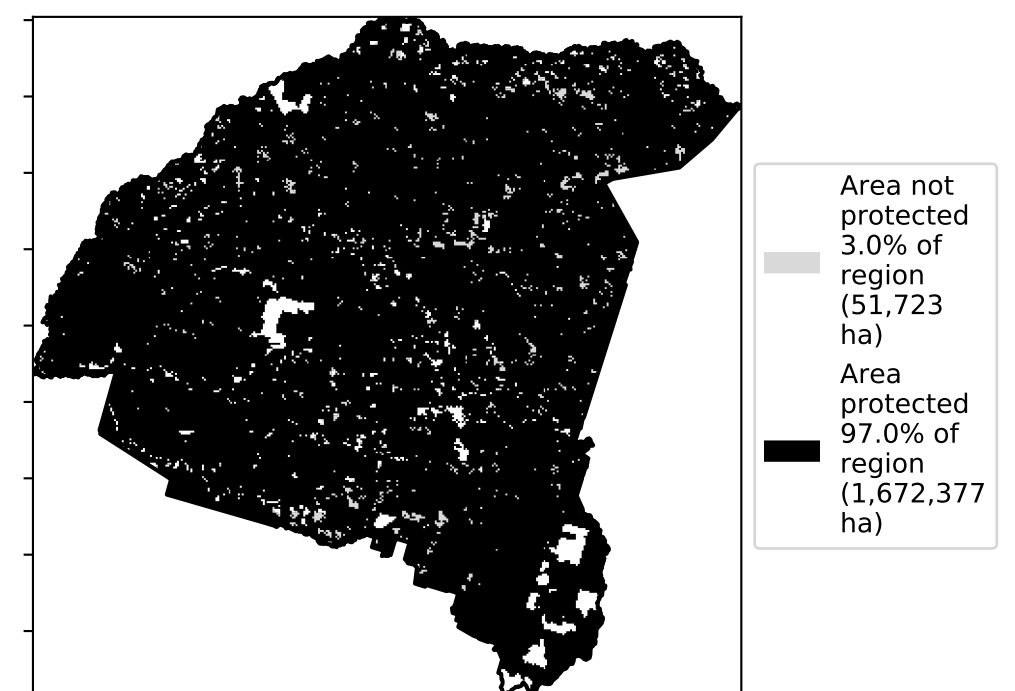 Area not
protected
3.0% of
region
(51,723
ha)
Area
protected
97.0% of
region
(1,672,377
ha)